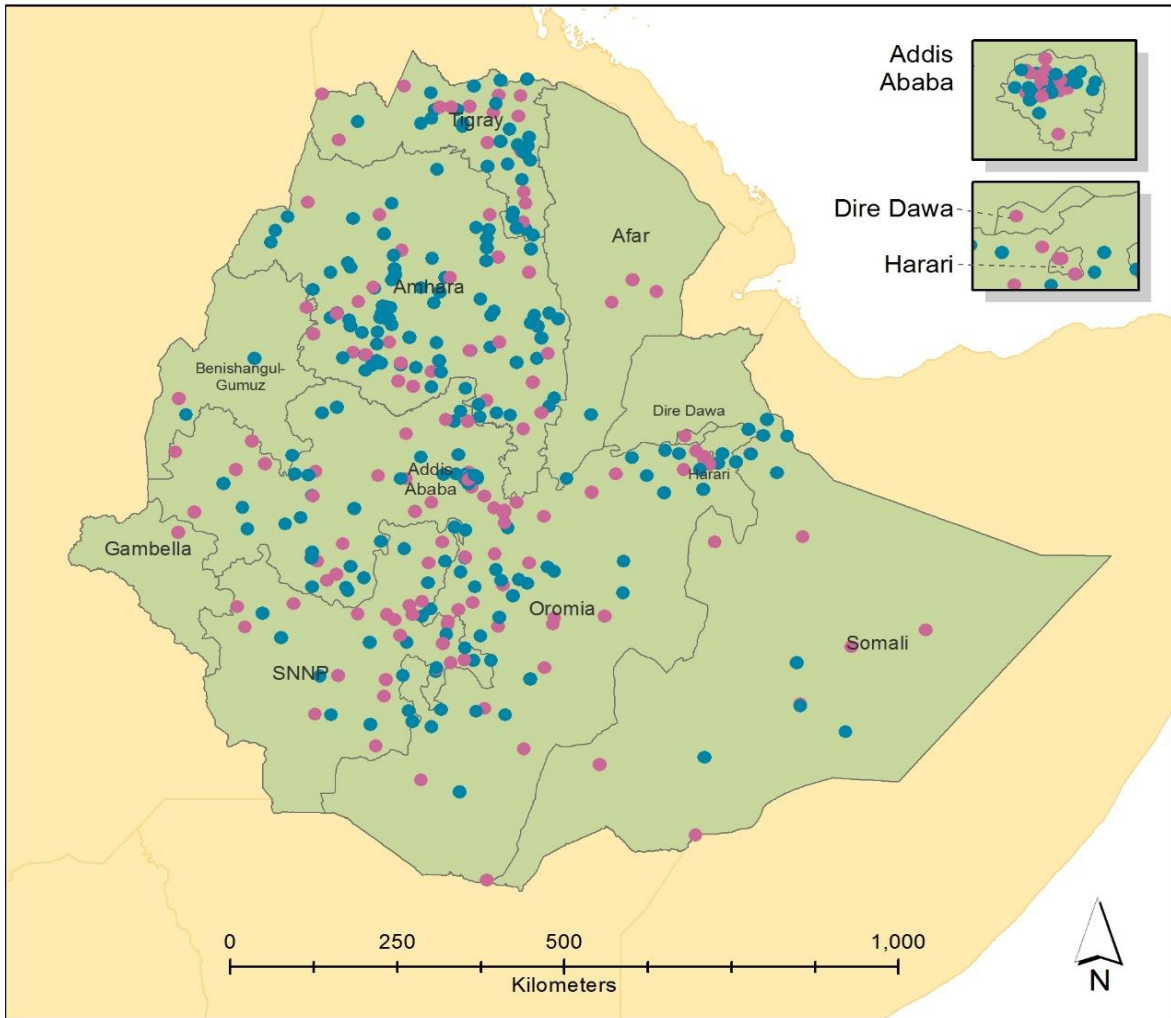 Addis
Ababa
Dire Dawa
Harari
Tigray
Afar
Amhara
Benishangul-
Gumuz
Dire Dawa
Harari
Addis
Ababa
Gambella
Oromia
Somali
SNNP
0 250 500 1,000
Kilometers
N